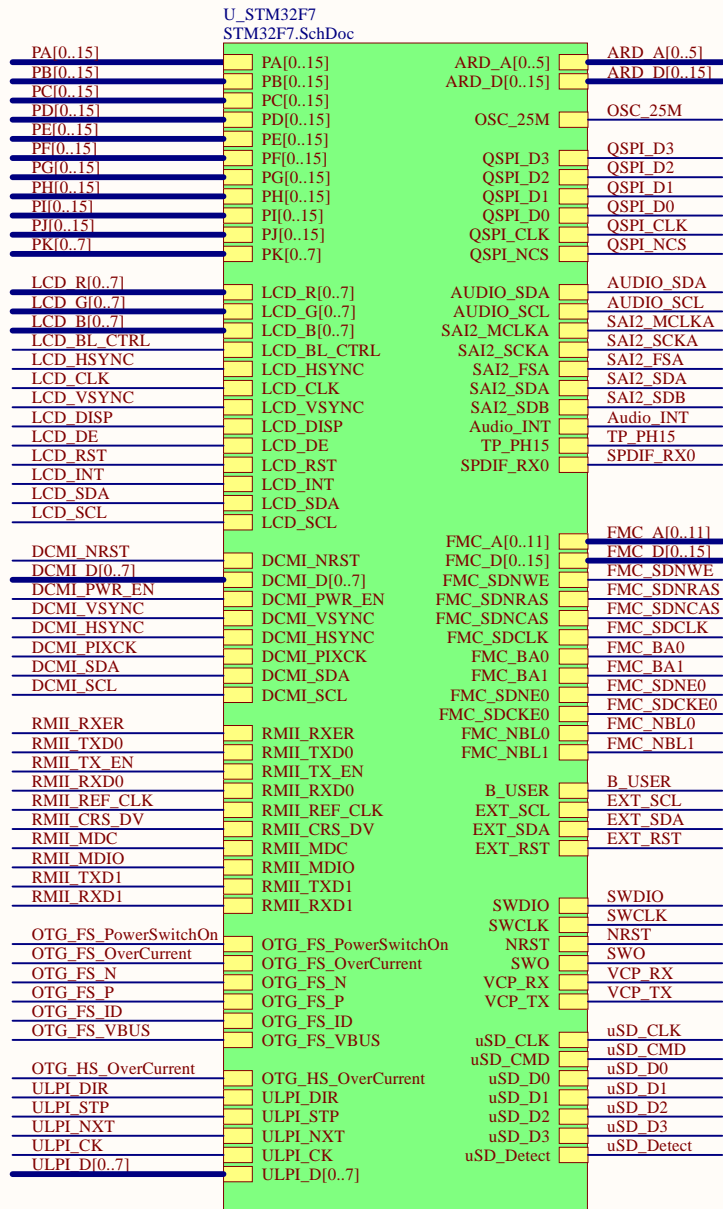 U_STM32F7
STM32F7.SchDoc
PA[0..15]
PB[0..15]
PC[0..15]
PD[0..15]
PE[0..15]
PF[0..15]
PG[0..15]
PH[0..15]
PI[0..15]
PJ[0..15]
PK[0..7]
LCD_R[0..7]
LCD_G[0..7]
LCD_B[0..7]
LCD_BL_CTRL
LCD_HSYNC
LCD_CLK
LCD_VSYNC
LCD_DISP
LCD_DE
LCD_RST
LCD_INT
LCD_SDA
LCD_SCL
DCMI_NRST
DCMI_D[0..7]
DCMI_PWR_EN
DCMI_VSYNC
DCMI_HSYNC
DCMI_PIXCK
DCMI_SDA
DCMI_SCL
RMII_RXER
RMII_TXD0
RMII_TX_EN
RMII_RXD0
RMII_REF_CLK
RMII_CRS_DV
RMII_MDC
RMII_MDIO
RMII_TXD1
RMII_RXD1
OTG_FS_PowerSwitchOn
OTG_FS_OverCurrent
OTG_FS_N
OTG_FS_P
OTG_FS_ID
OTG_FS_VBUS
OTG_HS_OverCurrent
ULPI_DIR
ULPI_STP
ULPI_NXT
ULPI_CK
ULPI_D[0..7]
PA[0..15]
PB[0..15]
PC[0..15]
PD[0..15]
PE[0..15]
PF[0..15]
PG[0..15]
PH[0..15]
PI[0..15]
PJ[0..15]
PK[0..7]
LCD_R[0..7]
LCD_G[0..7]
LCD_B[0..7]
LCD_BL_CTRL
LCD_HSYNC
LCD_CLK
LCD_VSYNC
LCD_DISP
LCD_DE
LCD_RST
LCD_INT
LCD_SDA
LCD_SCL
DCMI_NRST
DCMI_D[0..7]
DCMI_PWR_EN
DCMI_VSYNC
DCMI_HSYNC
DCMI_PIXCK
DCMI_SDA
DCMI_SCL
RMII_RXER
RMII_TXD0
RMII_TX_EN
RMII_RXD0
RMII_REF_CLK
RMII_CRS_DV
RMII_MDC
RMII_MDIO
RMII_TXD1
RMII_RXD1
OTG_FS_PowerSwitchOn
OTG_FS_OverCurrent
OTG_FS_N
OTG_FS_P
OTG_FS_ID
OTG_FS_VBUS
OTG_HS_OverCurrent
ULPI_DIR
ULPI_STP
ULPI_NXT
ULPI_CK
ULPI_D[0..7]
ARD_A[0..5]
ARD_D[0..15]
OSC_25M
QSPI_D3
QSPI_D2
QSPI_D1
QSPI_D0
QSPI_CLK
QSPI_NCS
AUDIO_SDA
AUDIO_SCL
SAI2_MCLKA
SAI2_SCKA
SAI2_FSA
SAI2_SDA
SAI2_SDB
Audio_INT
TP_PH15
SPDIF_RX0
FMC_A[0..11]
FMC_D[0..15]
FMC_SDNWE
FMC_SDNRAS
FMC_SDNCAS
FMC_SDCLK
FMC_BA0
FMC_BA1
FMC_SDNE0
FMC_SDCKE0
FMC_NBL0
FMC_NBL1
B_USER
EXT_SCL
EXT_SDA
EXT_RST
SWDIO
SWCLK
NRST
SWO
VCP_RX
VCP_TX
uSD_CLK
uSD_CMD
uSD_D0
uSD_D1
uSD_D2
uSD_D3
uSD_Detect
ARD_A[0..5]
ARD_D[0..15]
OSC_25M
QSPI_D3
QSPI_D2
QSPI_D1
QSPI_D0
QSPI_CLK
QSPI_NCS
AUDIO_SDA
AUDIO_SCL
SAI2_MCLKA
SAI2_SCKA
SAI2_FSA
SAI2_SDA
SAI2_SDB
Audio_INT
TP_PH15
SPDIF_RX0
FMC_A[0..11]
FMC_D[0..15]
FMC_SDNWE
FMC_SDNRAS
FMC_SDNCAS
FMC_SDCLK
FMC_BA0
FMC_BA1
FMC_SDNE0
FMC_SDCKE0
FMC_NBL0
FMC_NBL1
B_USER
EXT_SCL
EXT_SDA
EXT_RST
SWDIO
SWCLK
NRST
SWO
VCP_RX
VCP_TX
uSD_CLK
uSD_CMD
uSD_D0
uSD_D1
uSD_D2
uSD_D3
uSD_Detect